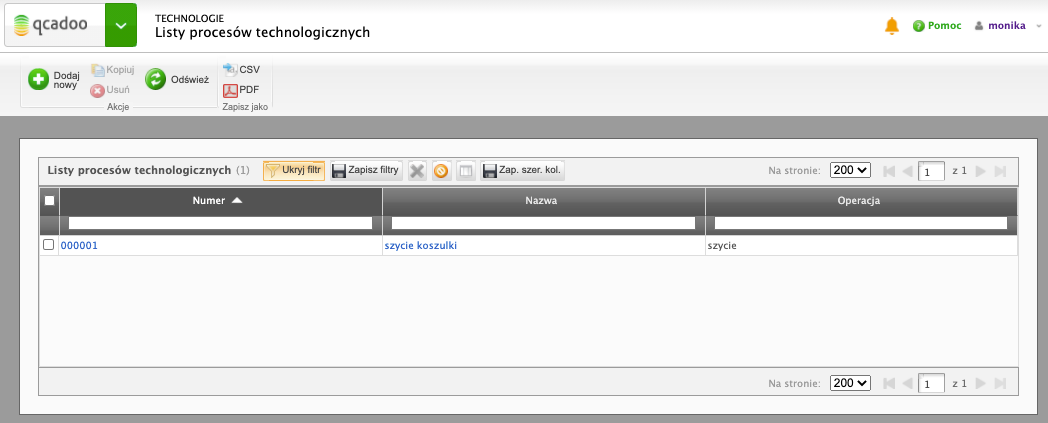 qcadoo
TECHNOLOGIE
Listy procesów technologicznych
Pomoc
monika
Dodaj nowy
Kopiuj
Usuń
Odśwież
Akcje
CSV
PDF
Zapisz jako
Listy procesów technologicznych (1)
Ukryj filtr
Zapisz filtry
Zap. szer. kol.
Na stronie: 200
1 z 1
Numer
Nazwa
Operacja
000001
szycie koszulki
szycie
Na stronie: 200
1 z 1